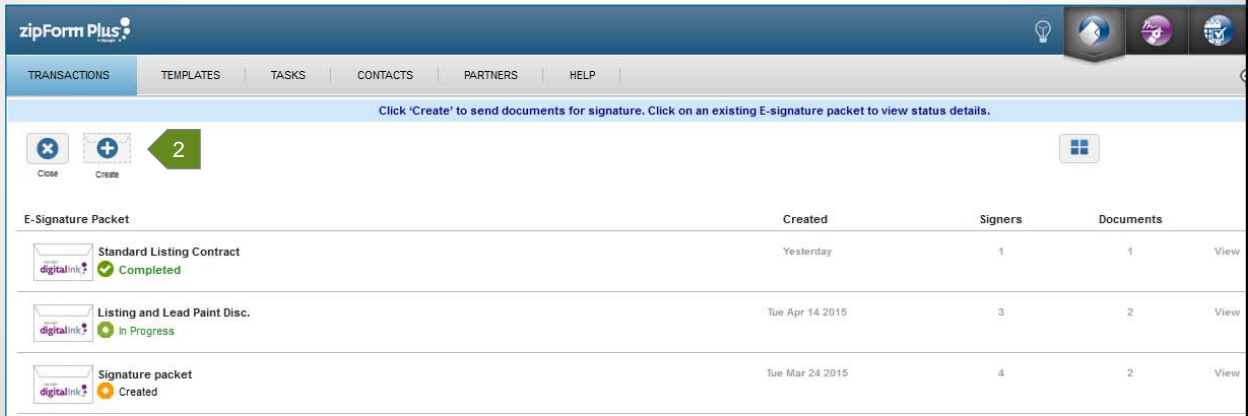 zipForm Plus
TRANSACTIONS TEMPLATES TASKS CONTACTS PARTNERS HELP
Click 'Create' to send documents for signature. Click on an existing E-signature packet to view status details.
2
Close Create
E-Signature Packet Created Signers Documents
Standard Listing Contract Yesterday 1 1 View
digitalink Completed
Listing and Lead Paint Disc. Tue Apr 14 2015 3 2 View
digitalink In Progress
Signature packet Tue Mar 24 2015 4 2 View
digitalink Created